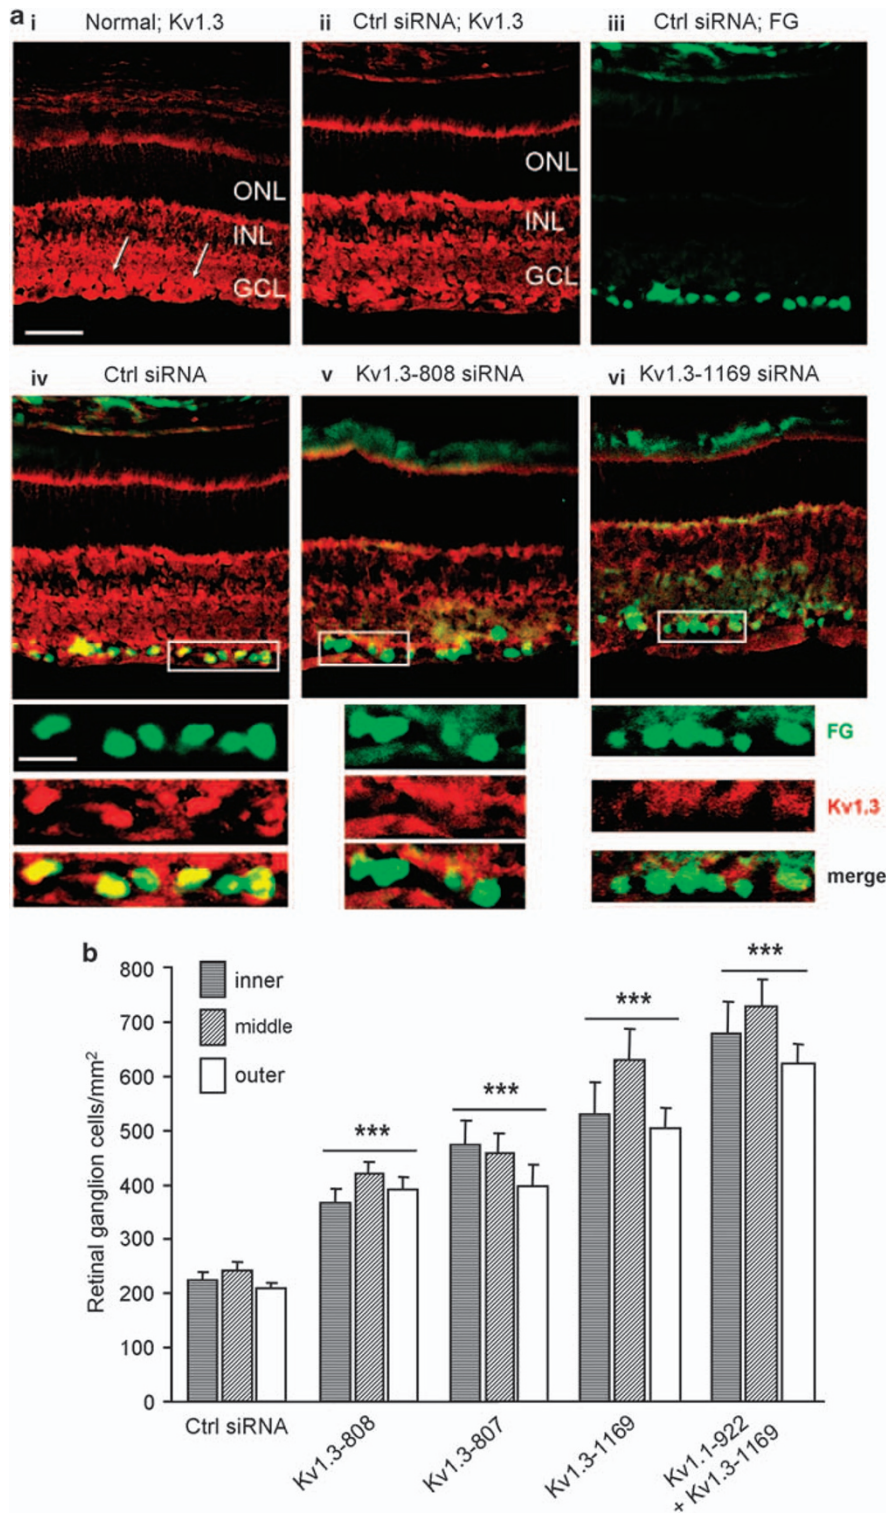 a
i Normal; Kv1.3
ii Ctrl siRNA; Kv1.3
iii Ctrl siRNA; FG
ONL
INL
GCL
ONL
INL
GCL
iv Ctrl siRNA
v Kv1.3-808 siRNA
vi Kv1.3-1169 siRNA
FG
Kv1.3
merge
b
800
700
600
500
400
300
200
100
0
Retinal ganglion cells/mm²
inner
middle
outer
***
***
***
***
Ctrl siRNA
Kv1.3-808
Kv1.3-807
Kv1.3-1169
Kv1.1-922
+ Kv1.3-1169